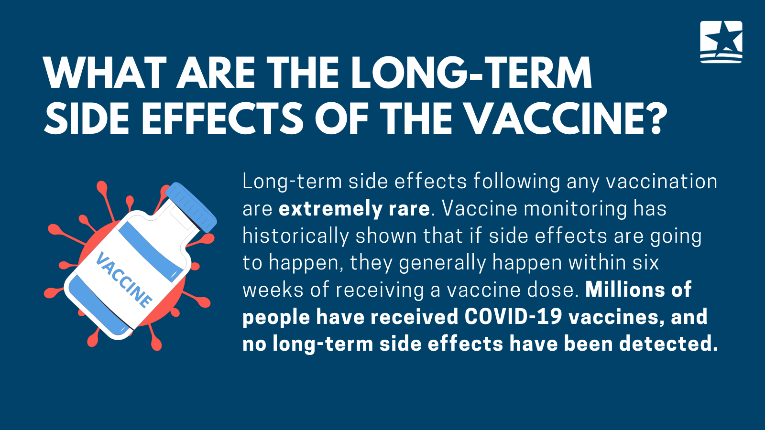 WHAT ARE THE LONG-TERM
SIDE EFFECTS OF THE VACCINE?
Long-term side effects following any vaccination
are extremely rare. Vaccine monitoring has
historically shown that if side effects are going
to happen, they generally happen within six
weeks of receiving a vaccine dose. Millions of
people have received COVID-19 vaccines, and
no long-term side effects have been detected.
VACCINE